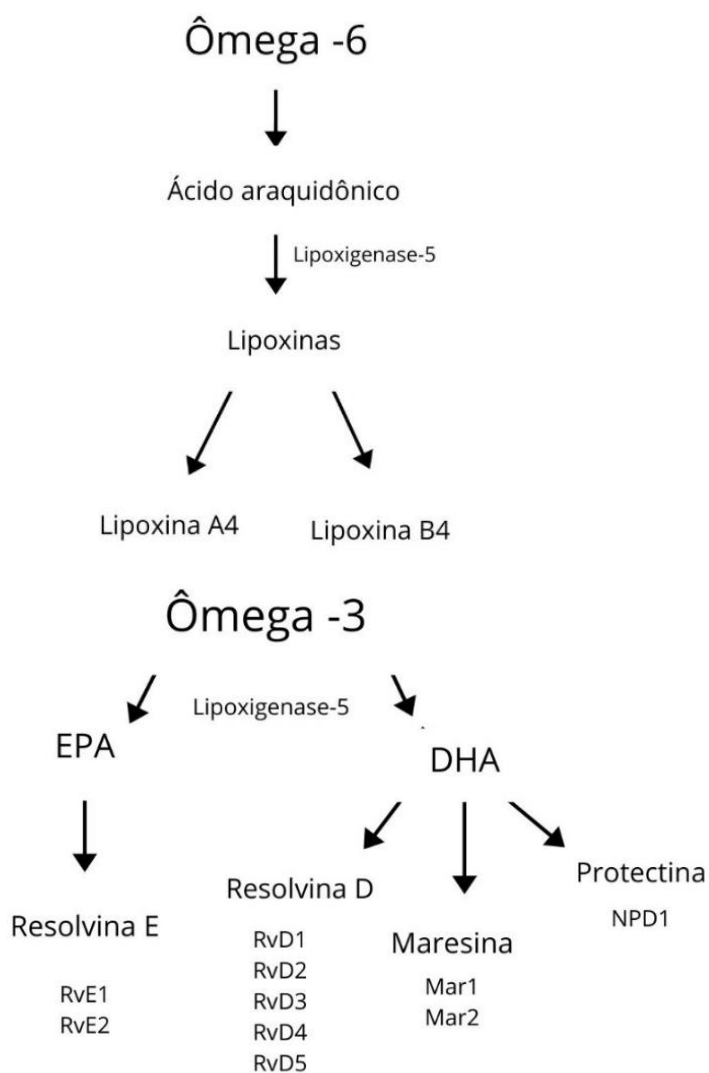 Ômega -6
Ácido araquidônico
Lipoxigenase-5
Lipoxinas
Lipoxina A4
Lipoxina B4
Ômega -3
Lipoxigenase-5
EPA
DHA
Resolvina E
RvE1
RvE2
Resolvina D
RvD1
RvD2
RvD3
RvD4
RvD5
Maresina
Mar1
Mar2
Protectina
NPD1